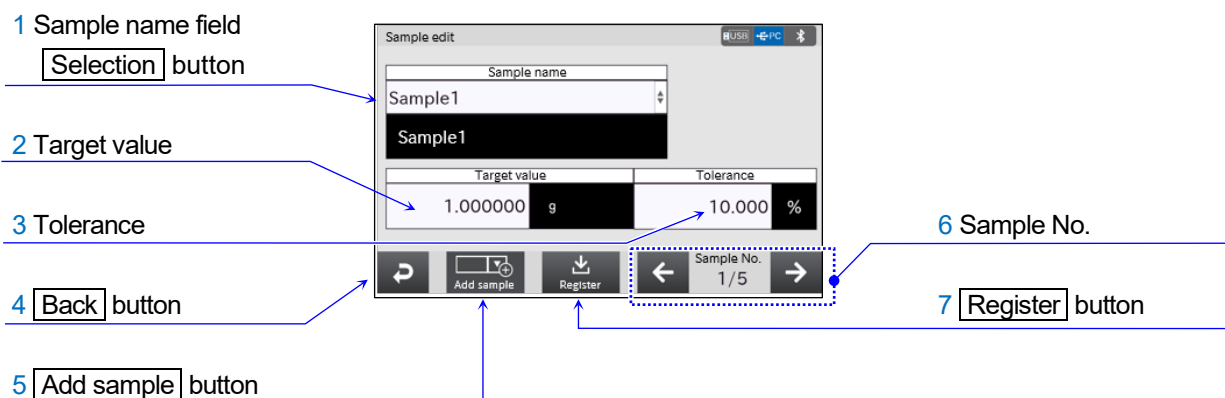 1 Sample name field
Selection button
2 Target value
3 Tolerance
4 Back button
5 Add sample button
Sample edit
USB PC
Sample name
Sample1
Sample1
Target value Tolerance
1.000000 g 10.000 %
Add sample Register Sample No.
1/5
6 Sample No.
7 Register button